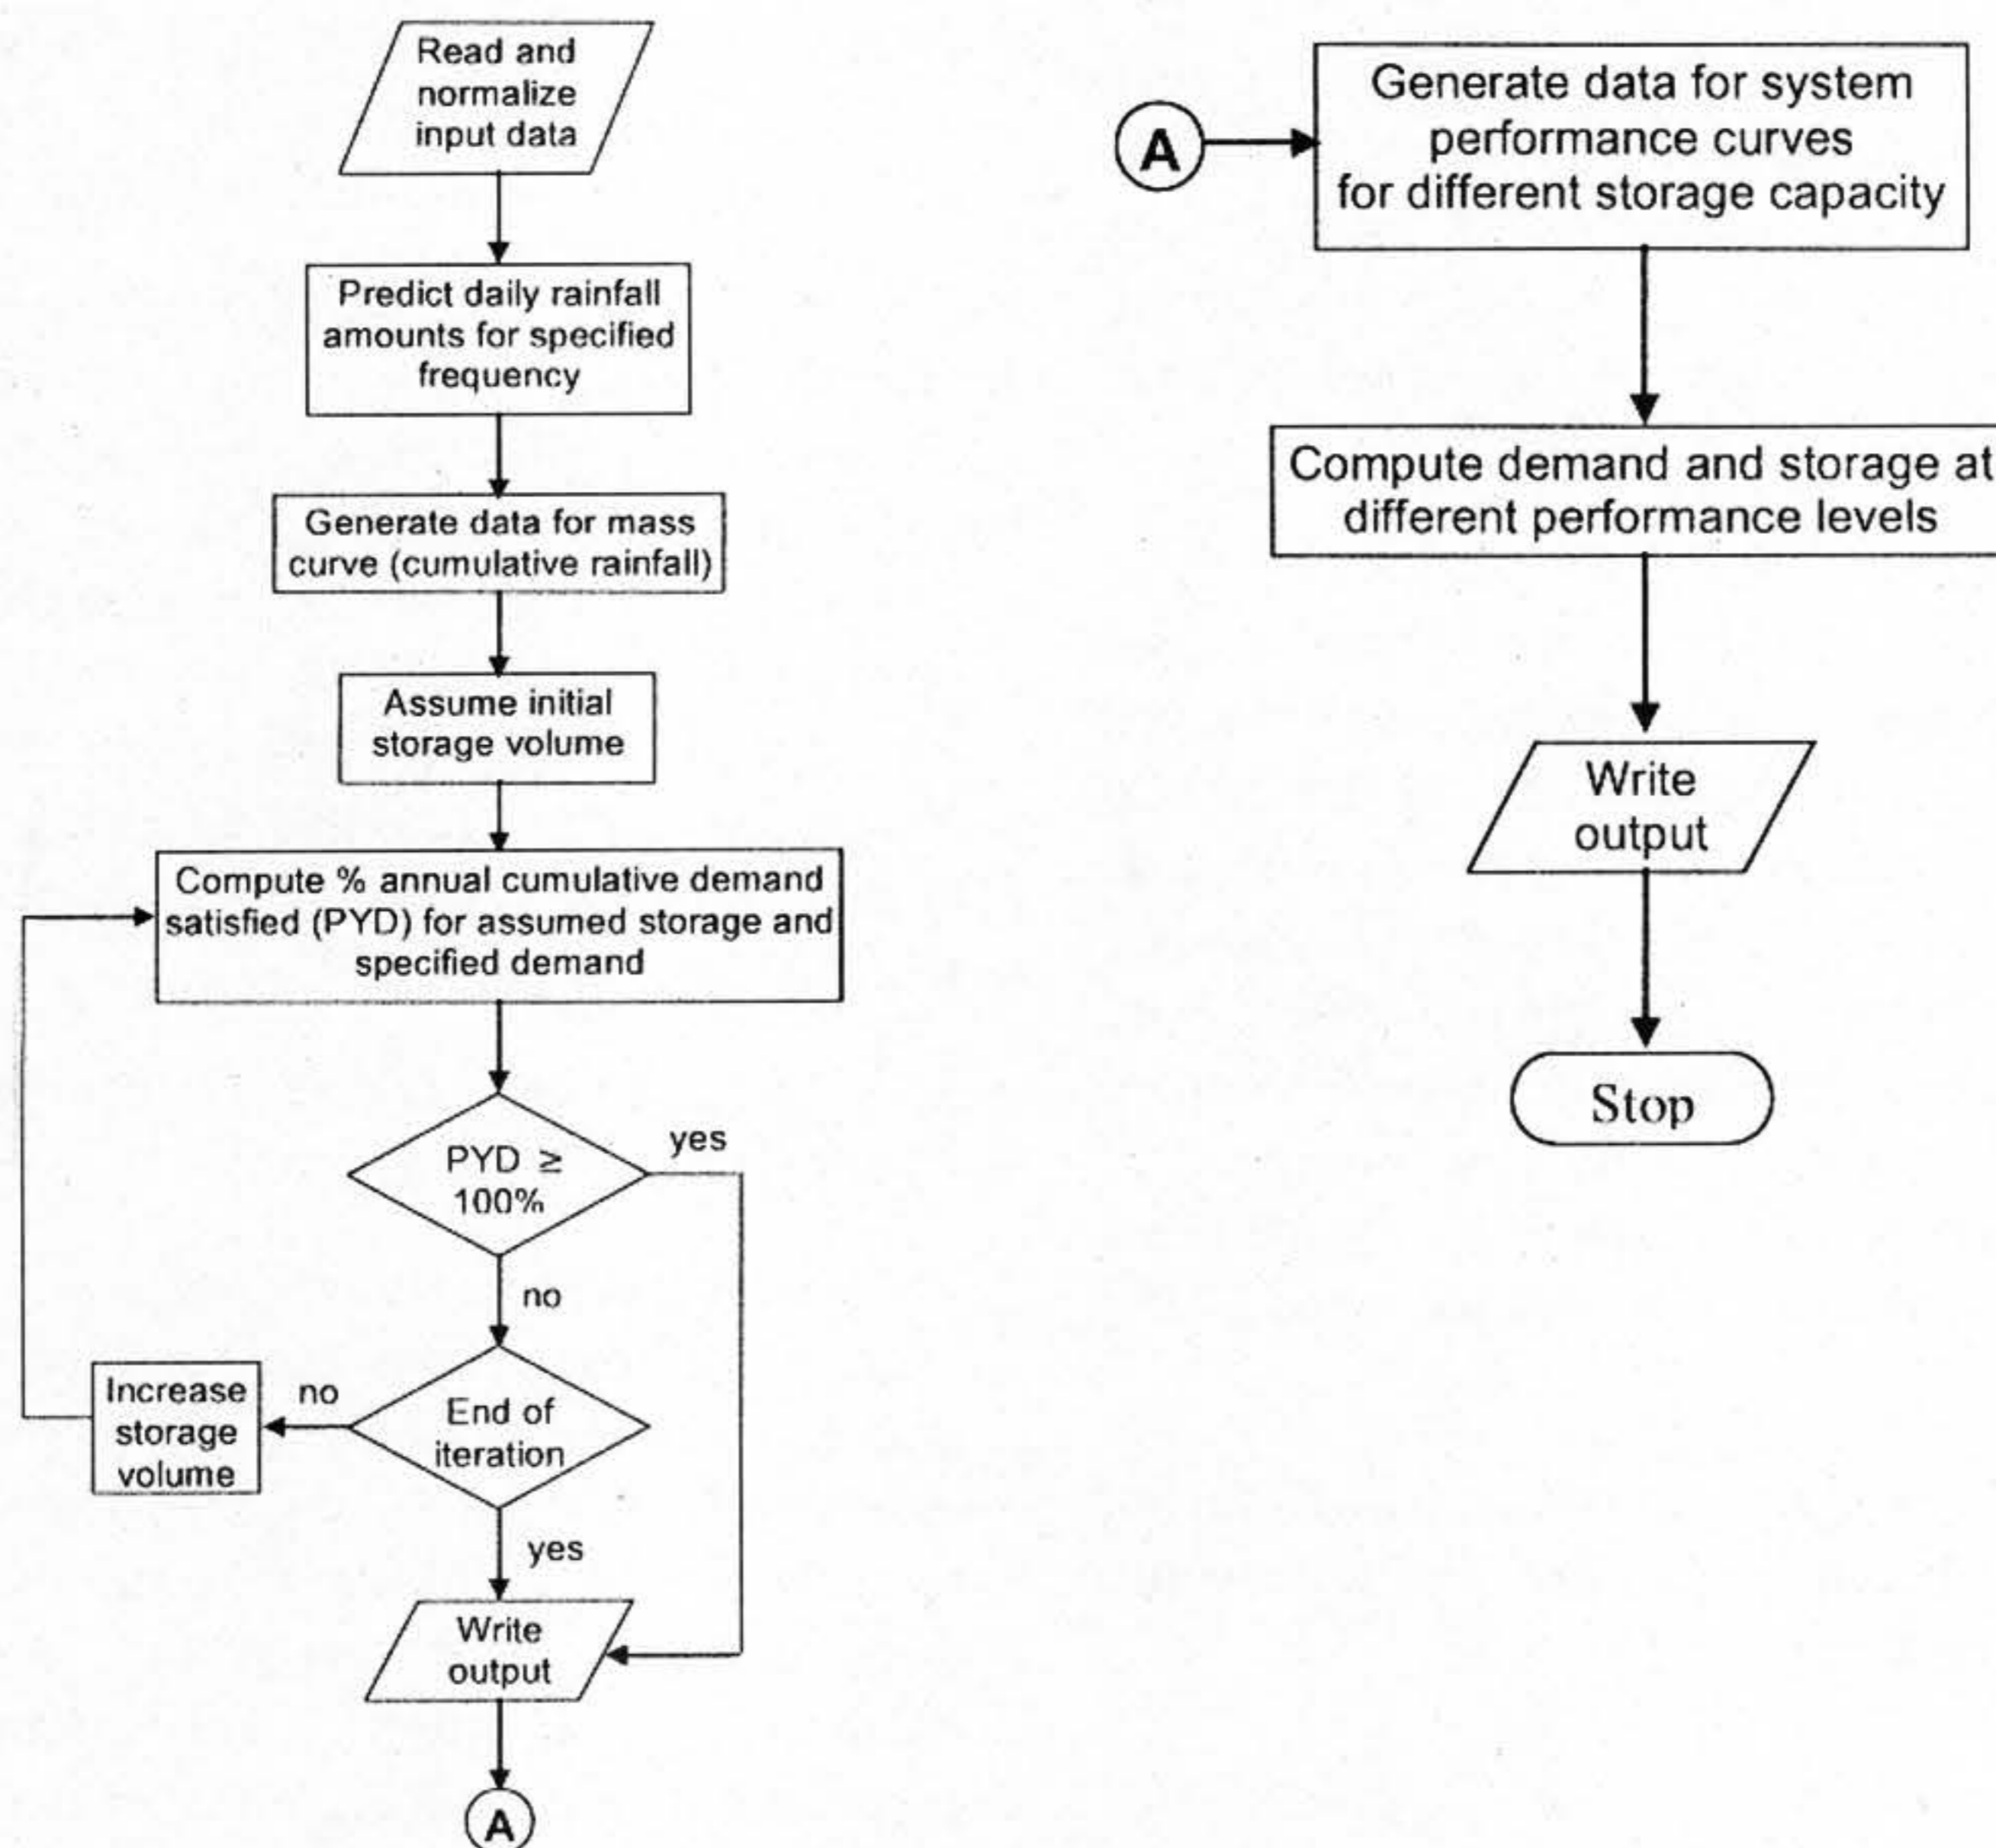 Read and
normalize
input data
Predict daily rainfall
amounts for specified
frequency
Generate data for mass
curve (cumulative rainfall)
Assume initial
storage volume
Compute % annual cumulative demand
satisfied (PYD) for assumed storage and
specified demand
PYD ≥
100%
yes
no
End of
iteration
no
Increase
storage
volume
yes
Write
output
A
A
Generate data for system
performance curves
for different storage capacity
Compute demand and storage at
different performance levels
Write
output
Stop